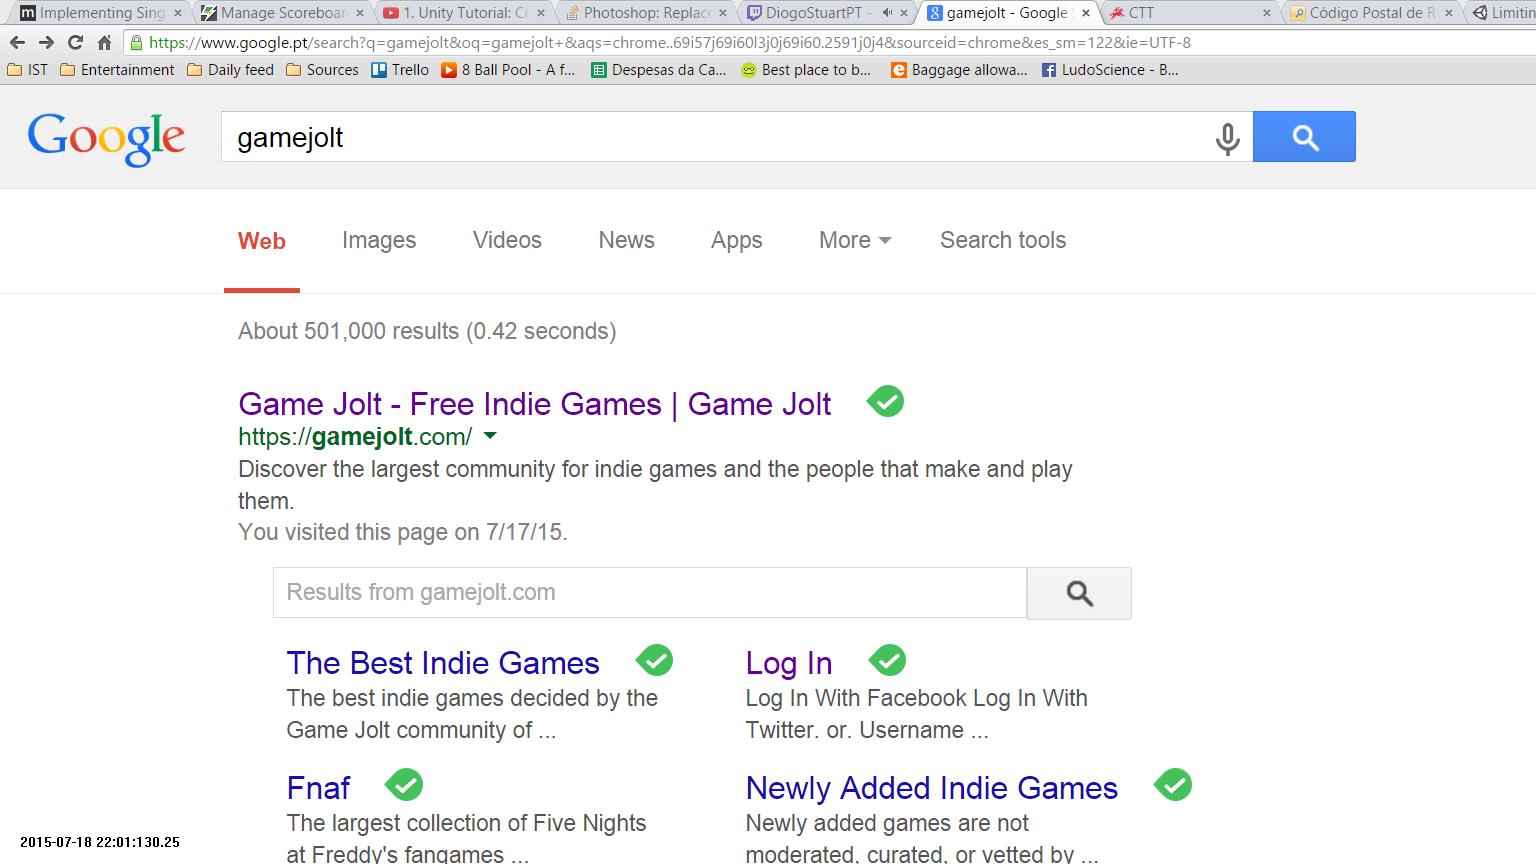 Implementing Sing
Manage Scoreboar
1. Unity Tutorial: Cr
Photoshop: Replace
DiogoStuartPT -
gamejolt - Google S
CTT
Código Postal de R
Limitin
https://www.google.pt/search?q=gamejolt&oq=gamejolt+&aqs=chrome..69i57j69i60l3j0j69i60.2591j0j4&sourceid=chrome&es_sm=122&ie=UTF-8
IST Entertainment Daily feed Sources Trello 8 Ball Pool - A f... Despesas da Ca... Best place to b... Baggage allowa... LudoScience - B...
Google
gamejolt
Web Images Videos News Apps More Search tools
About 501,000 results (0.42 seconds)
Game Jolt - Free Indie Games | Game Jolt
https://gamejolt.com/
Discover the largest community for indie games and the people that make and play
them.
You visited this page on 7/17/15.
Results from gamejolt.com
The Best Indie Games
The best indie games decided by the
Game Jolt community of ...
Log In
Log In With Facebook Log In With
Twitter. or. Username ...
Fnaf
The largest collection of Five Nights
at Freddy's fangames ...
Newly Added Indie Games
Newly added games are not
moderated, curated, or vetted by ...
2015-07-18 22:01:130.25